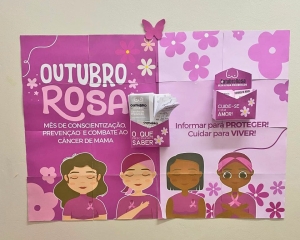 OUTUBRO
ROSA
MÊS DE CONSCIENTIZAÇÃO,
PREVENÇÃO E COMBATE AO
CÂNCER DE MAMA
O QUE
SABER
CUIDE-SE
AMOR!
Informar para PROTEGER!
Cuidar para VIVER!